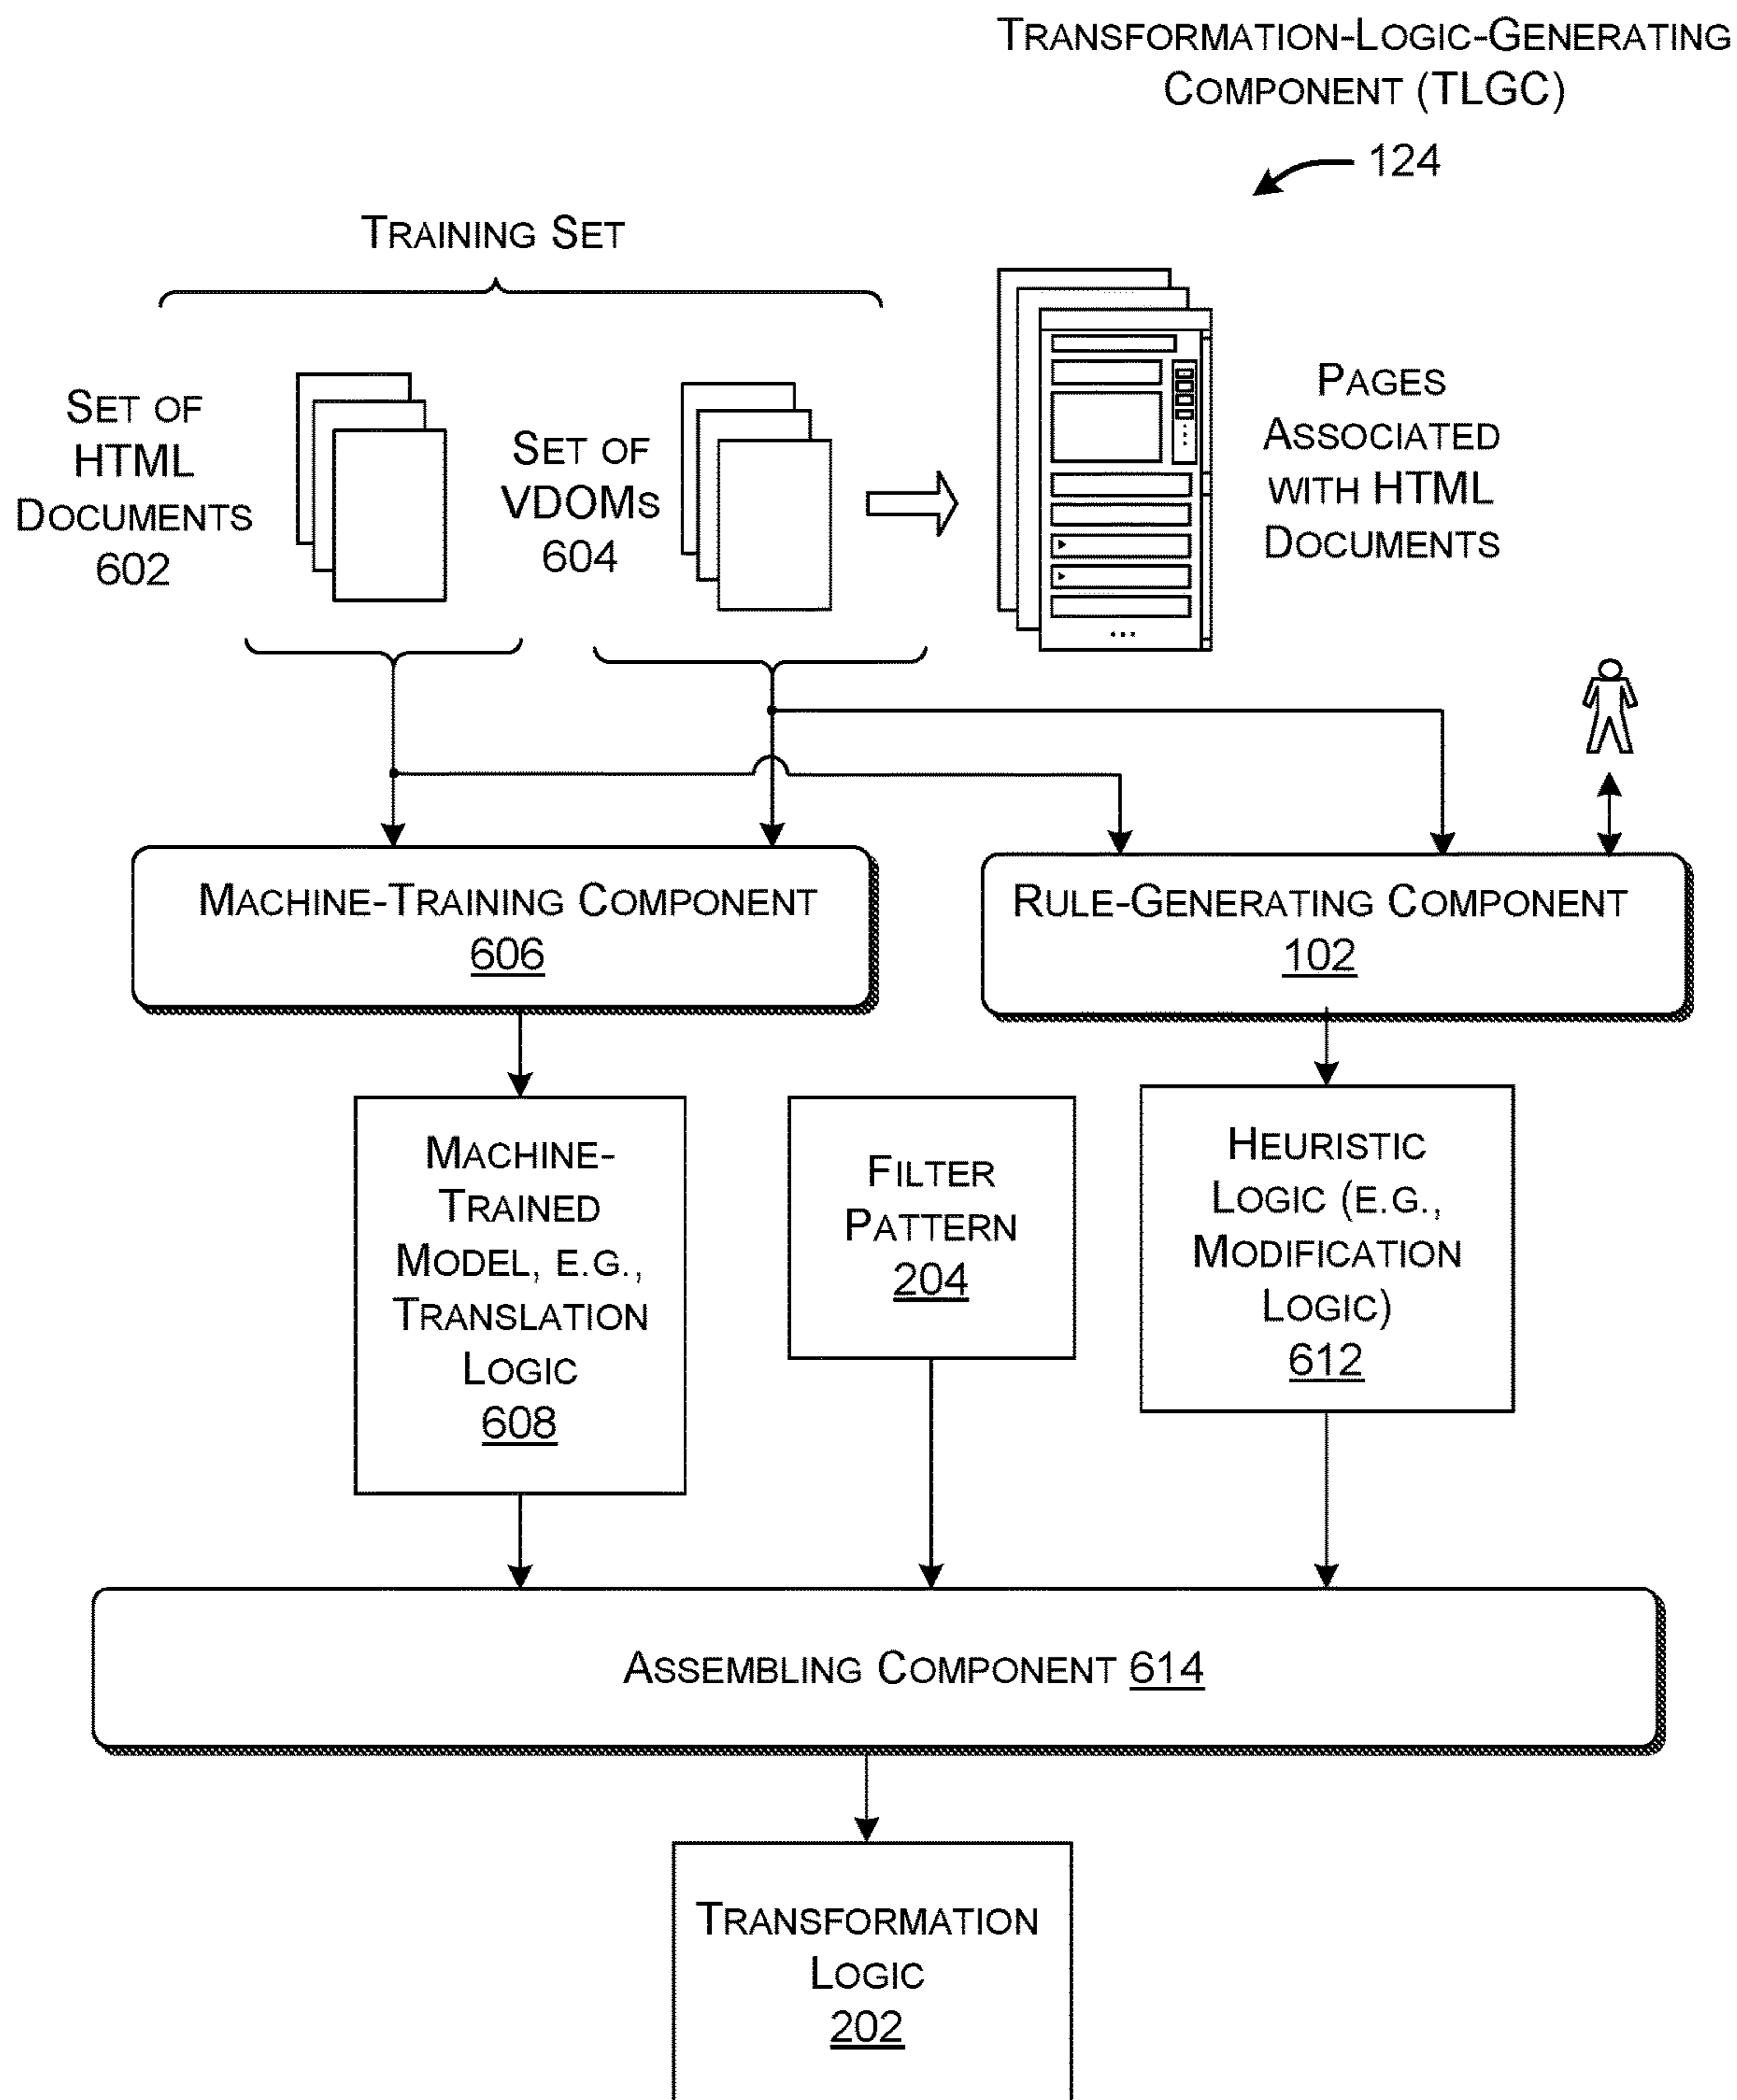 TRANSFORMATION-LOGIC-GENERATING
COMPONENT (TLGC)
124
TRAINING SET
SET OF
HTML
DOCUMENTS
602
SET OF
VDOMS
604
PAGES
ASSOCIATED
WITH HTML
DOCUMENTS
MACHINE-TRAINING COMPONENT
606
RULE-GENERATING COMPONENT
102
MACHINE-
TRAINED
MODEL, E.G.,
TRANSLATION
LOGIC
608
FILTER
PATTERN
204
HEURISTIC
LOGIC (E.G.,
MODIFICATION
LOGIC)
612
ASSEMBLING COMPONENT 614
TRANSFORMATION
LOGIC
202